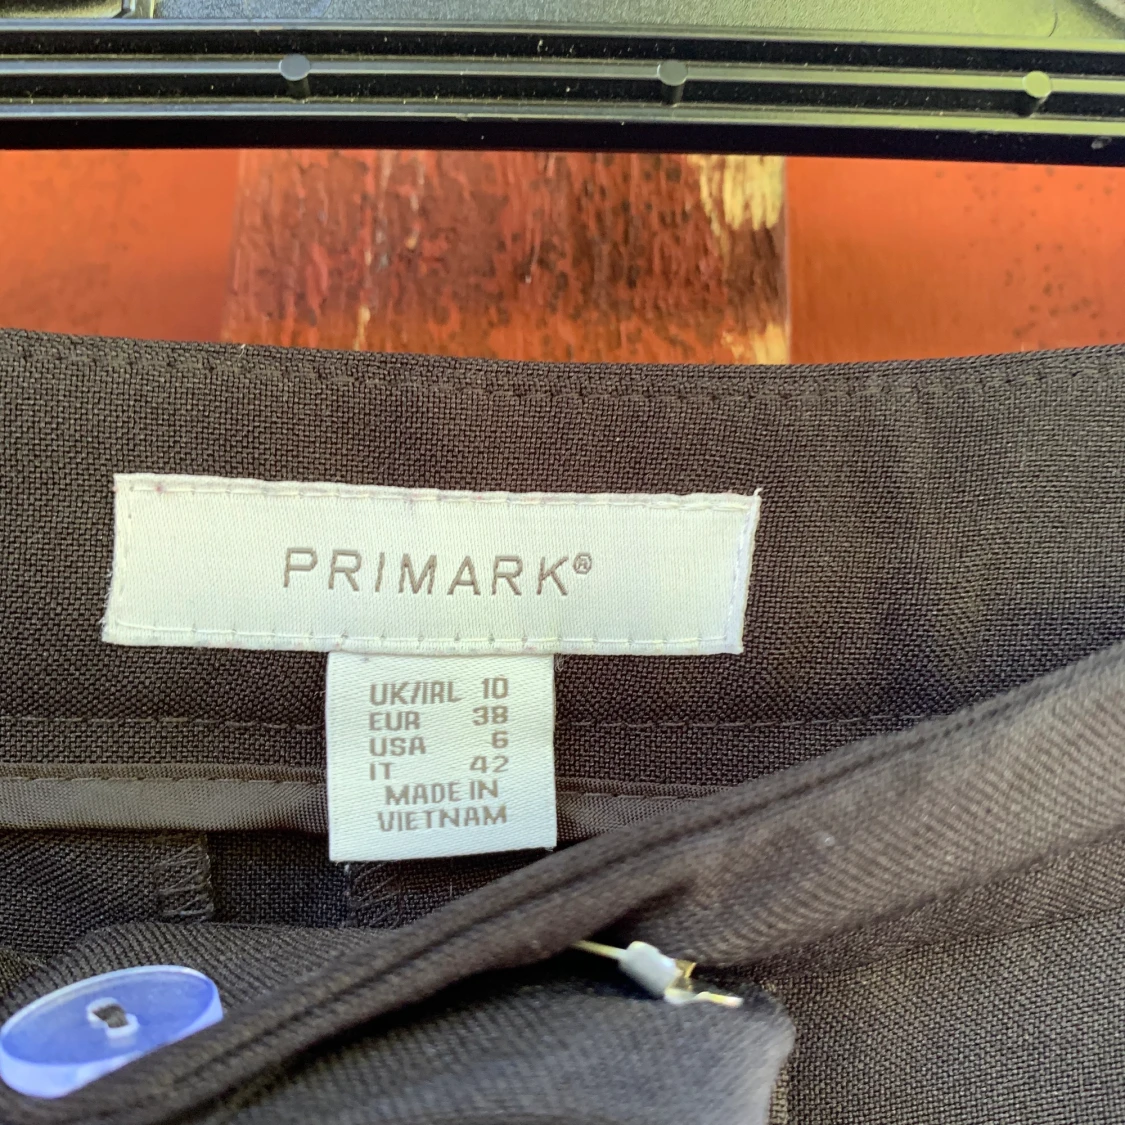 PRIMARK®
UK/IRL 10
EUR 38
USA 6
IT 42
MADE IN
VIETNAM